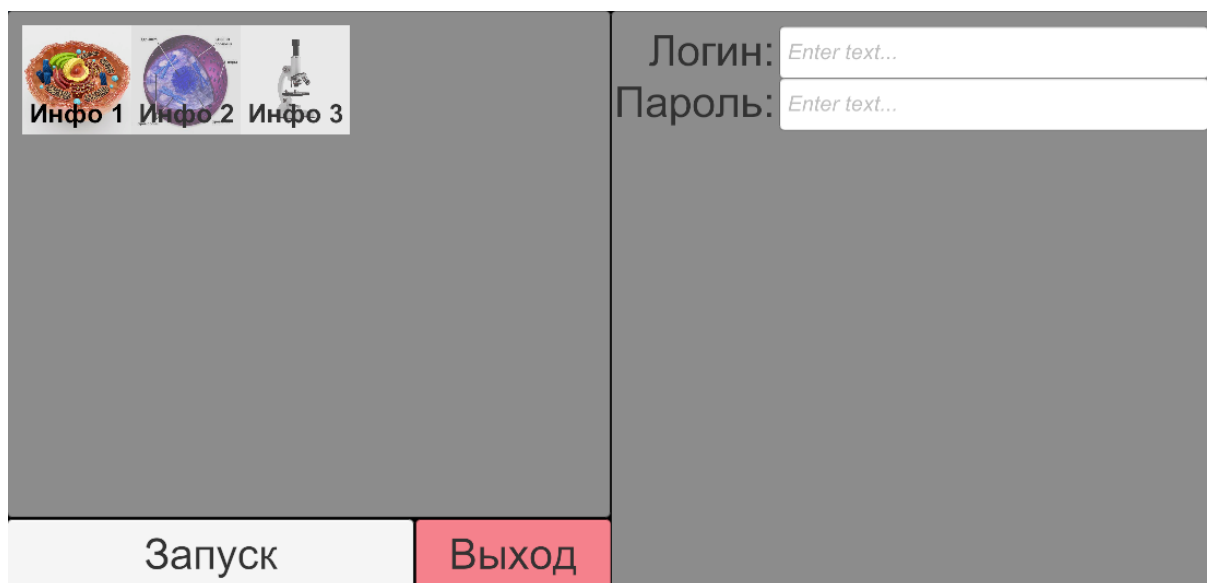 Инфо 1 Инфо 2 Инфо 3
Логин: Enter text...
Пароль: Enter text...
Запуск Выход